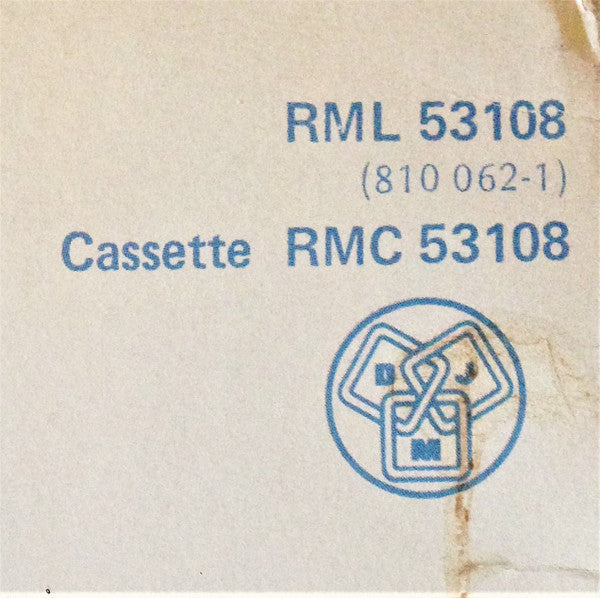 RML 53108
(810 062-1)
Cassette RMC 53108
D J
M